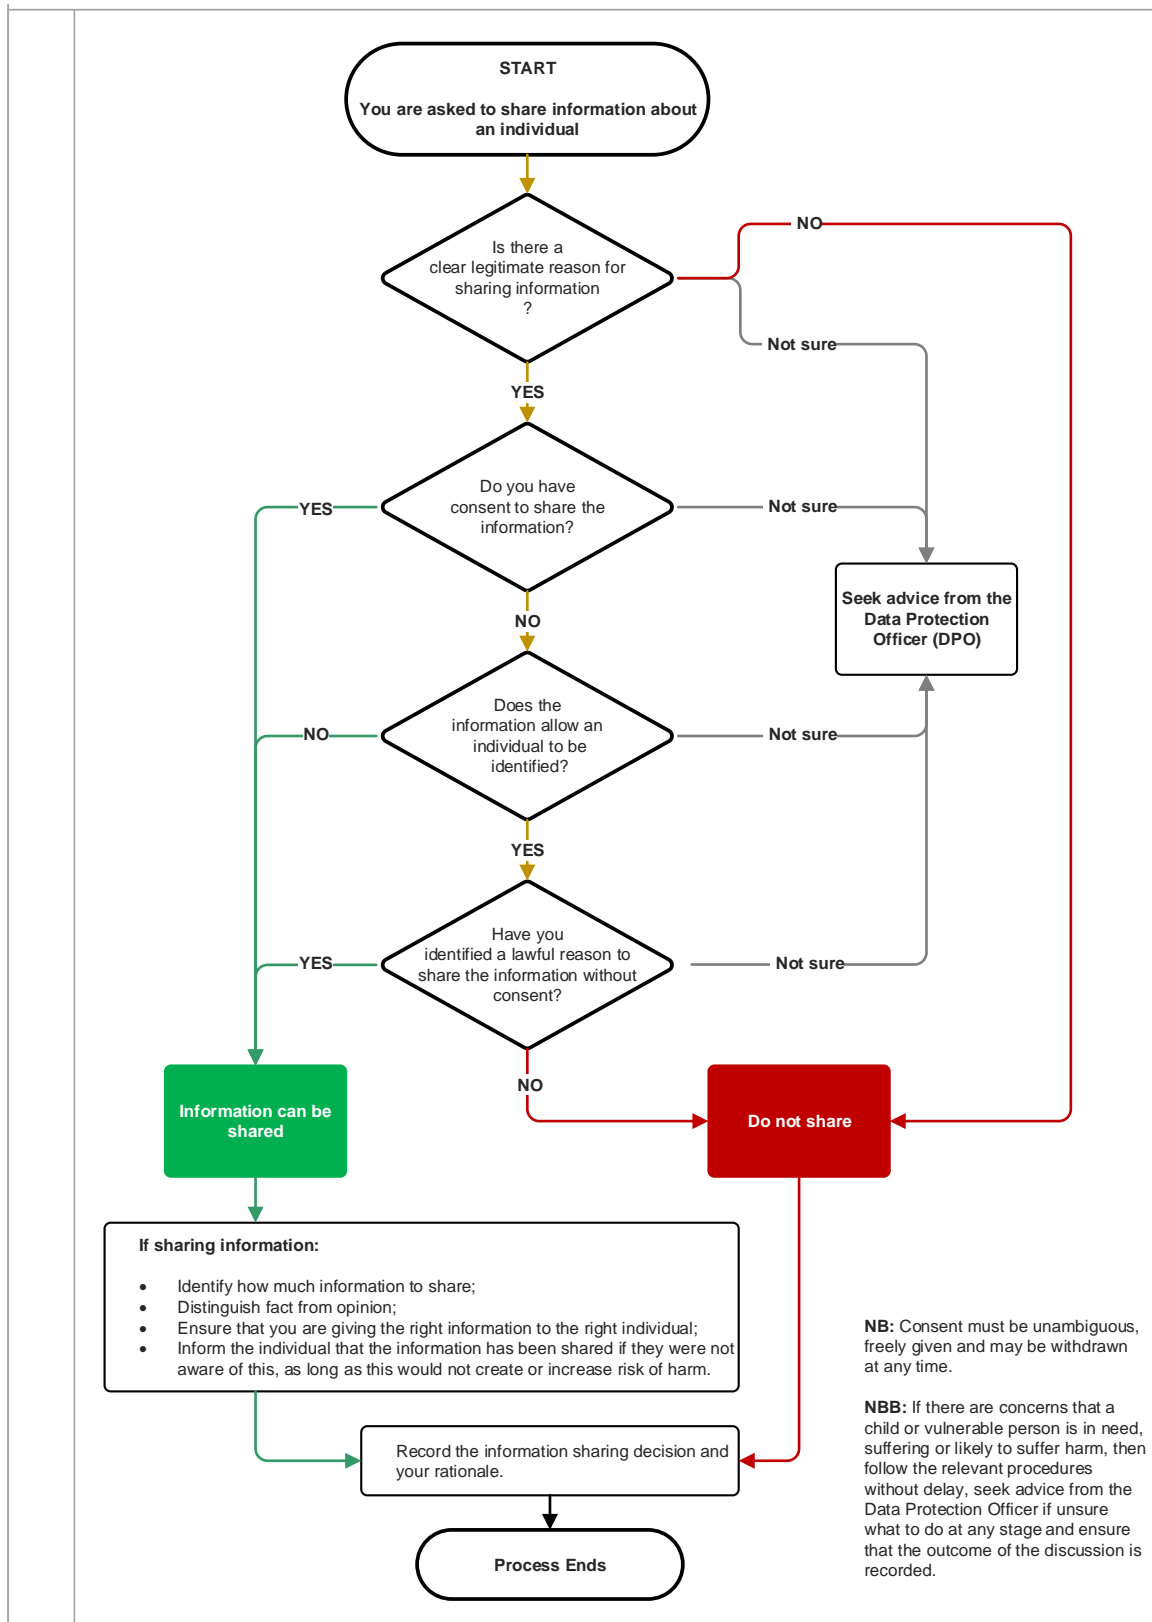 START
You are asked to share information about
an individual
Is there a
clear legitimate reason for
sharing information
?
NO
Not sure
YES
Do you have
consent to share the
information?
YES
Not sure
NO
Seek advice from the
Data Protection
Officer (DPO)
Does the
information allow an
individual to be
identified?
NO
Not sure
YES
Have you
identified a lawful reason to
share the information without
consent?
YES
Not sure
NO
Information can be
shared
Do not share
If sharing information:
• Identify how much information to share;
• Distinguish fact from opinion;
• Ensure that you are giving the right information to the right individual;
• Inform the individual that the information has been shared if they were not
aware of this, as long as this would not create or increase risk of harm.
NB: Consent must be unambiguous,
freely given and may be withdrawn
at any time.
NBB: If there are concerns that a
child or vulnerable person is in need,
suffering or likely to suffer harm, then
follow the relevant procedures
without delay, seek advice from the
Data Protection Officer if unsure
what to do at any stage and ensure
that the outcome of the discussion is
recorded.
Record the information sharing decision and
your rationale.
Process Ends